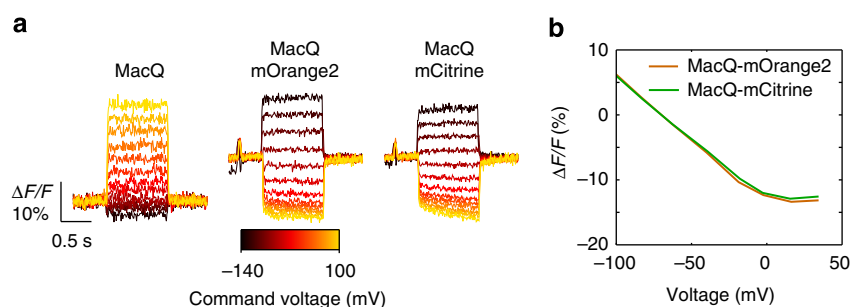 a
MacQ
MacQ
mOrange2
MacQ
mCitrine
ΔF/F
10%
0.5 s
−140
100
Command voltage (mV)
b
10
0
−10
−20
ΔF/F (%)
MacQ-mOrange2
MacQ-mCitrine
−100
−50
0
50
Voltage (mV)